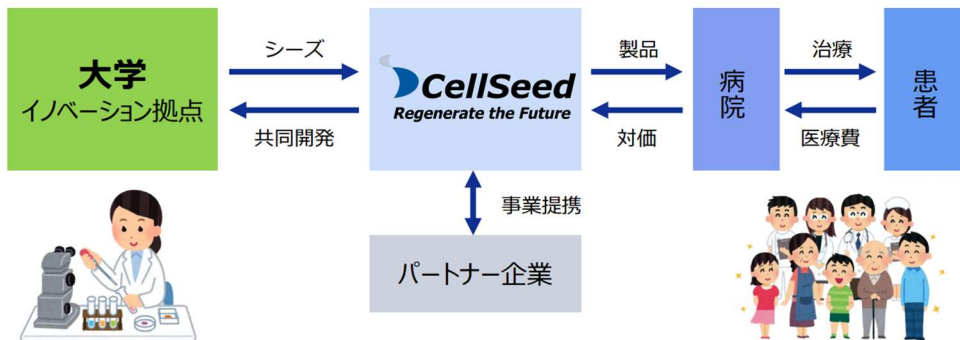 大学
イノベーション拠点
シーズ
共同開発
CellSeed
Regenerate the Future
製品
対価
病院
治療
医療費
患者
事業提携
パートナー企業